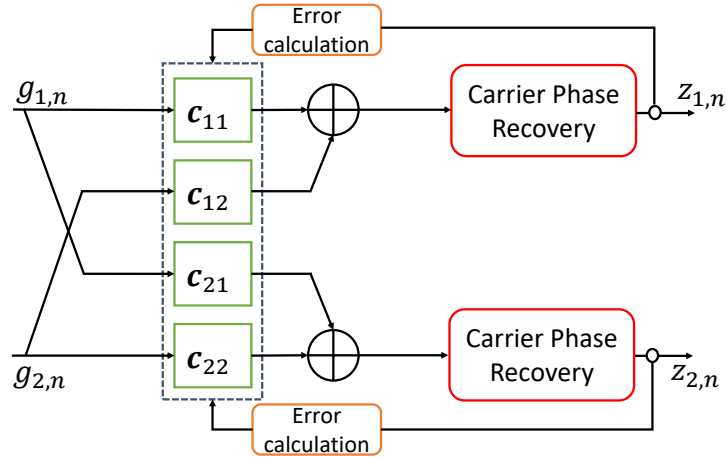 Error
calculation
g₁,ₙ
c₁₁
Carrier Phase
Recovery
z₁,ₙ
c₁₂
c₂₁
g₂,ₙ
c₂₂
Carrier Phase
Recovery
z₂,ₙ
Error
calculation